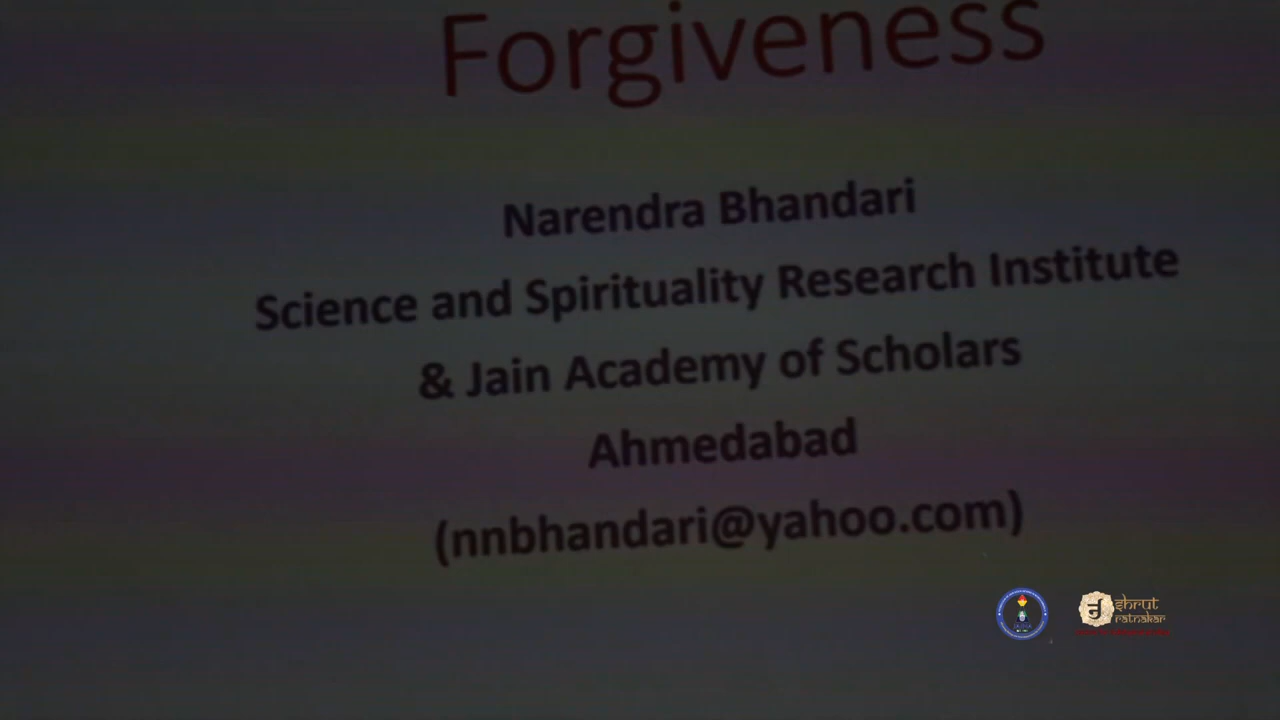 Forgiveness
Narendra Bhandari
Science and Spirituality Research Institute
& Jain Academy of Scholars
Ahmedabad
(nnbhandari@yahoo.com)
shrut
ratnakar